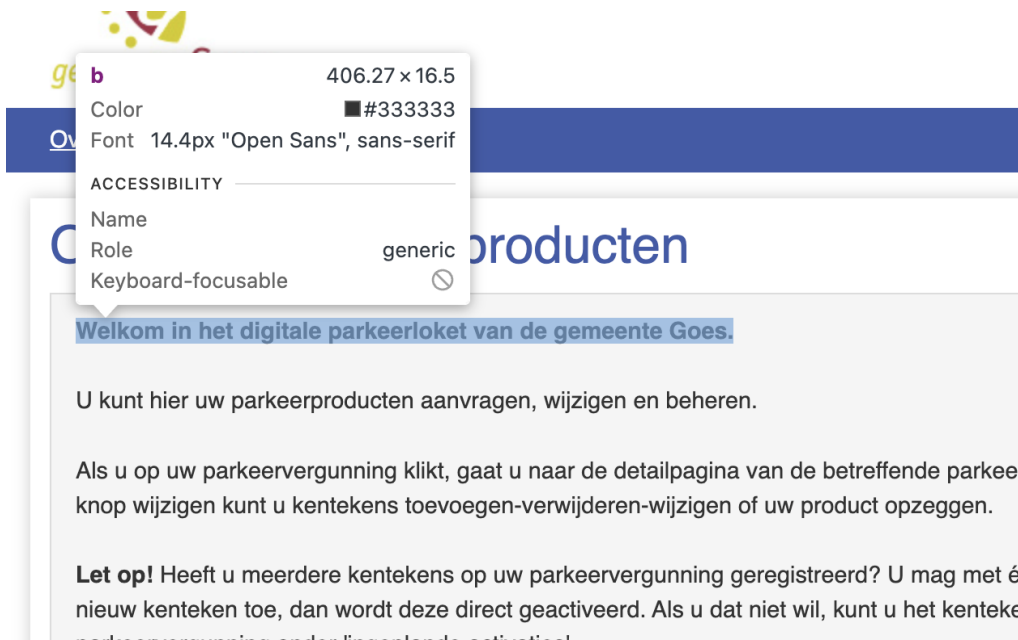 ge
b 406.27 × 16.5
Color #333333
Font 14.4px "Open Sans", sans-serif
ACCESSIBILITY
Name
Role generic
Keyboard-focusable
Ov
producten
Welkom in het digitale parkeerloket van de gemeente Goes.
U kunt hier uw parkeerproducten aanvragen, wijzigen en beheren.
Als u op uw parkeervergunning klikt, gaat u naar de detailpagina van de betreffende parkee
knop wijzigen kunt u kentekens toevoegen-verwijderen-wijzigen of uw product opzeggen.
Let op! Heeft u meerdere kentekens op uw parkeervergunning geregistreerd? U mag met é
nieuw kenteken toe, dan wordt deze direct geactiveerd. Als u dat niet wil, kunt u het kenteke